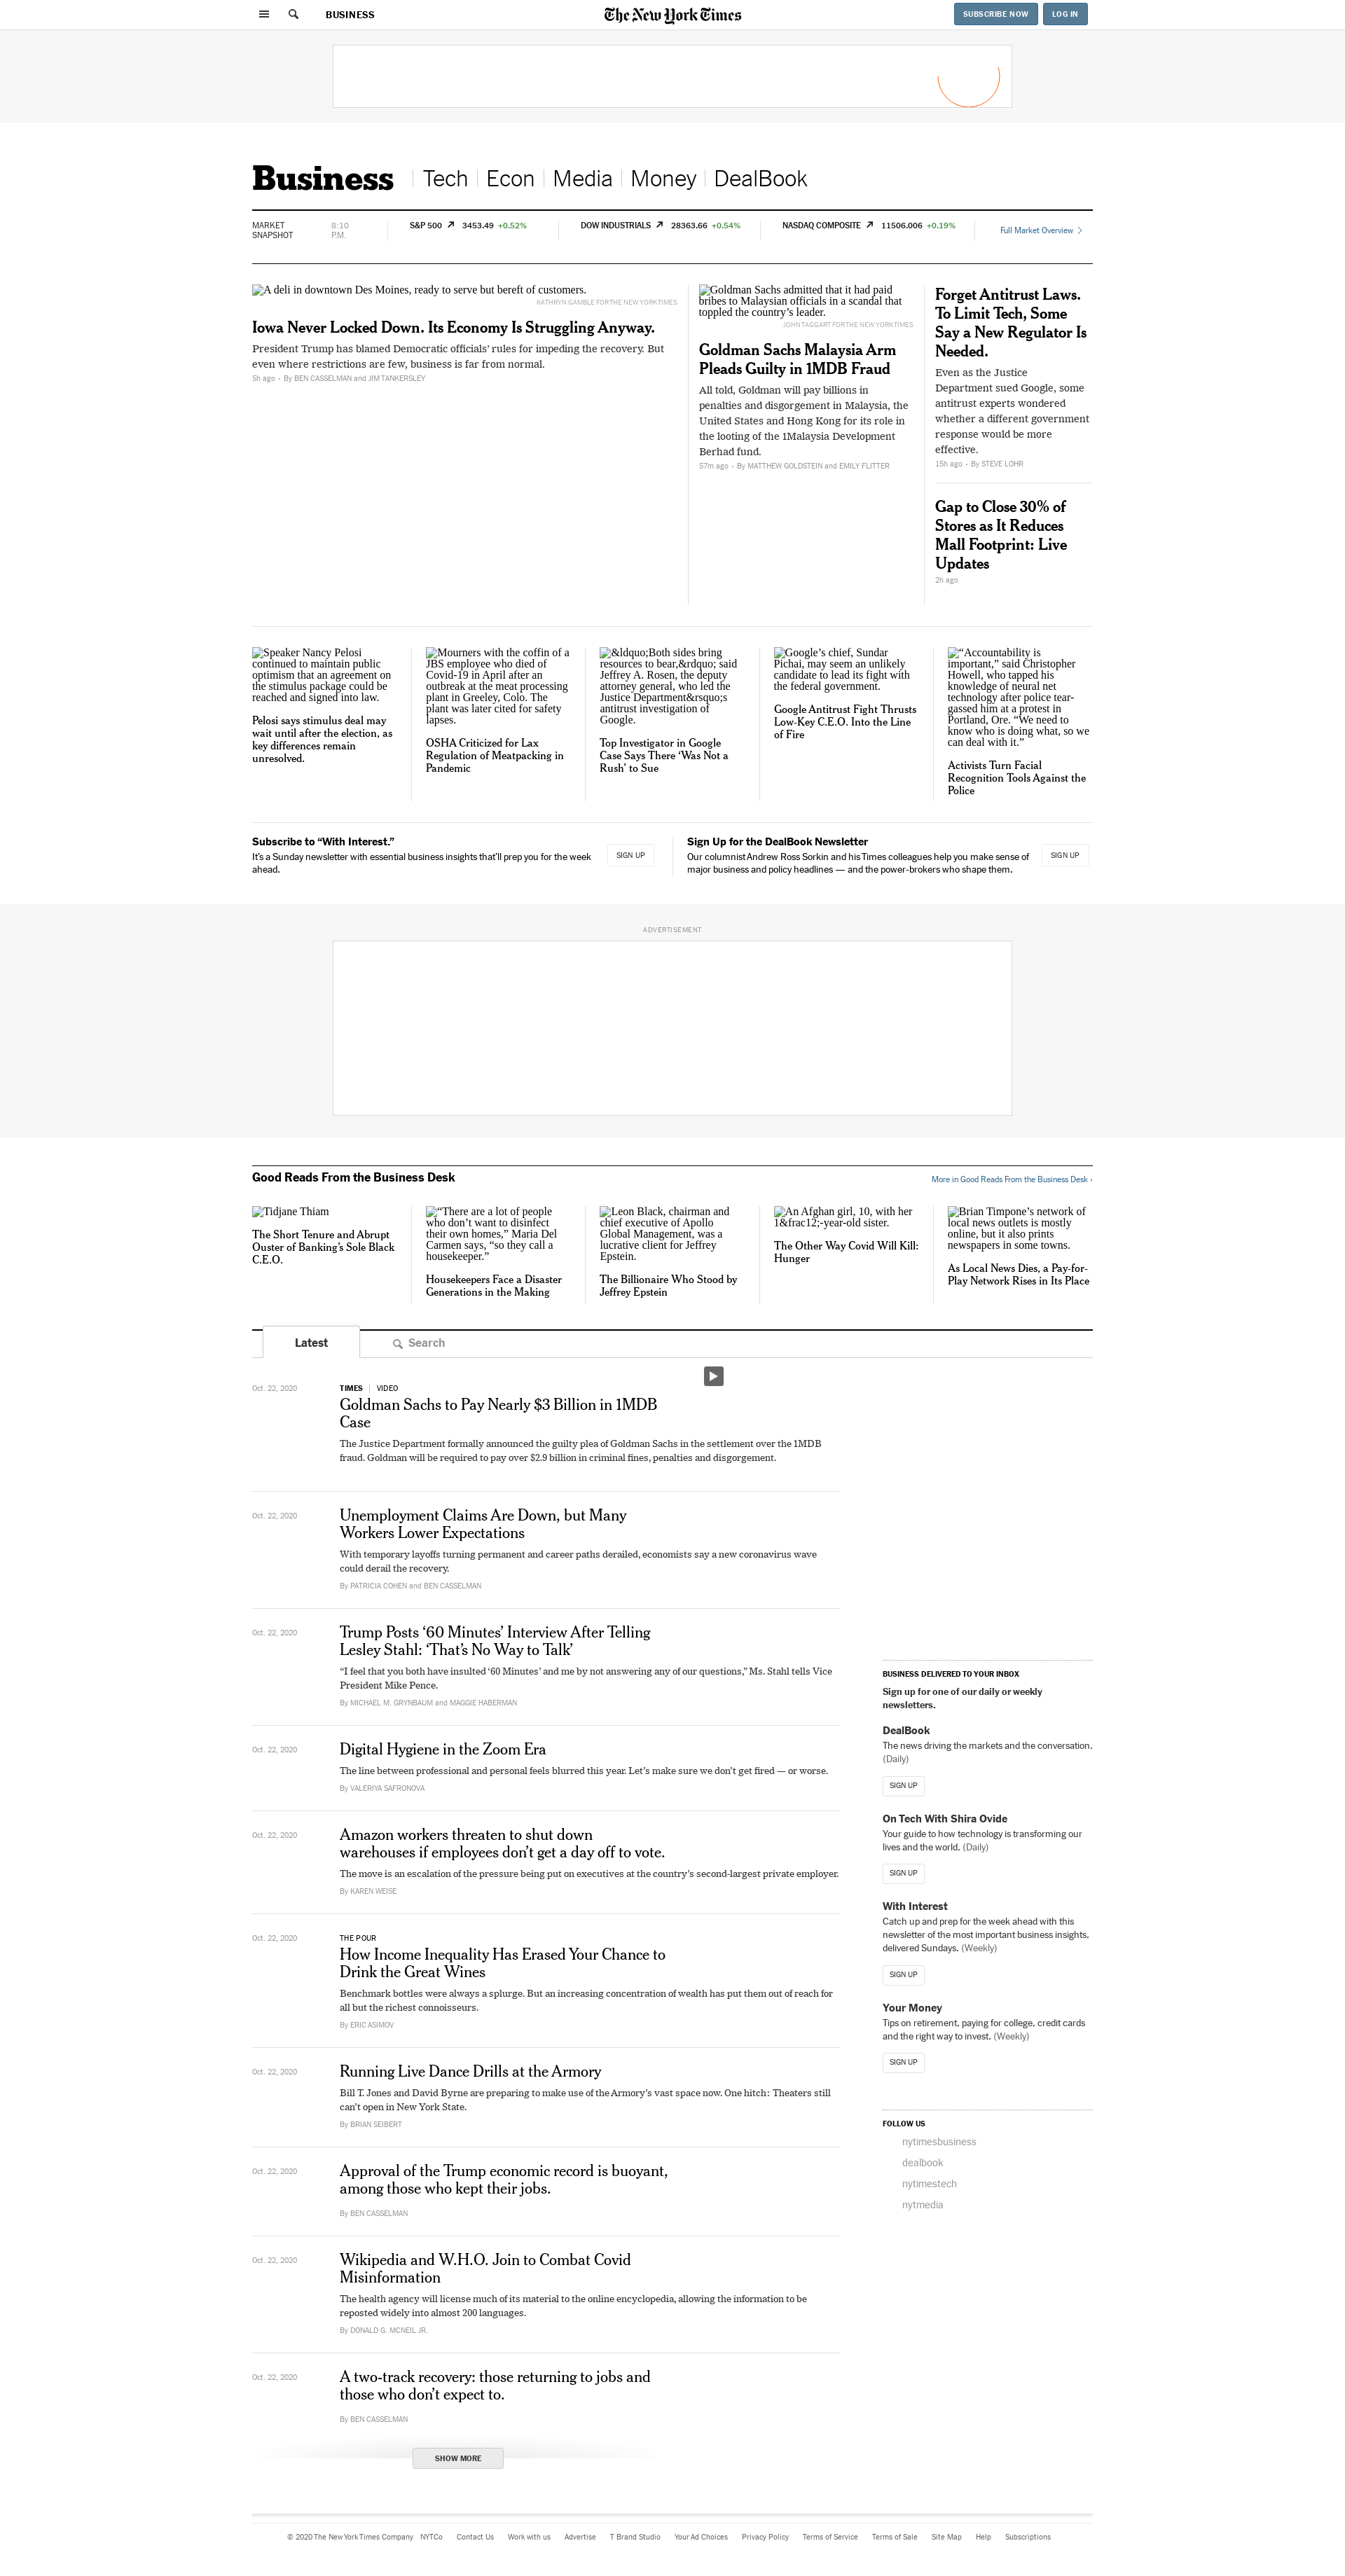 BUSINESS
The New York Times
SUBSCRIBE NOW
LOG IN
Business
Tech
Econ
Media
Money
DealBook
MARKET
SNAPSHOT
8:10
P.M.
S&P 500 3453.49 +0.52%
DOW INDUSTRIALS 28363.66 +0.54%
NASDAQ COMPOSITE 11506.006 +0.19%
Full Market Overview
A deli in downtown Des Moines, ready to serve but bereft of customers.
KATHRYN GAMBLE FOR THE NEW YORK TIMES
Iowa Never Locked Down. Its Economy Is Struggling Anyway.
President Trump has blamed Democratic officials' rules for impeding the recovery. But
even where restrictions are few, business is far from normal.
5h ago · By BEN CASSELMAN and JIM TANKERSLEY
Goldman Sachs admitted that it had paid
bribes to Malaysian officials in a scandal that
toppled the country’s leader.
JOHN TAGGART FOR THE NEW YORK TIMES
Goldman Sachs Malaysia Arm
Pleads Guilty in 1MDB Fraud
All told, Goldman will pay billions in
penalties and disgorgement in Malaysia, the
United States and Hong Kong for its role in
the looting of the 1Malaysia Development
Berhad fund.
57m ago · By MATTHEW GOLDSTEIN and EMILY FLITTER
Forget Antitrust Laws.
To Limit Tech, Some
Say a New Regulator Is
Needed.
Even as the Justice
Department sued Google, some
antitrust experts wondered
whether a different government
response would be more
effective.
15h ago · By STEVE LOHR
Gap to Close 30% of
Stores as It Reduces
Mall Footprint: Live
Updates
2h ago
Speaker Nancy Pelosi
continued to maintain public
optimism that an agreement on
the stimulus package could be
reached and signed into law.
Pelosi says stimulus deal may
wait until after the election, as
key differences remain
unresolved.
Mourners with the coffin of a
JBS employee who died of
Covid-19 in April after an
outbreak at the meat processing
plant in Greeley, Colo. The
plant was later cited for safety
lapses.
OSHA Criticized for Lax
Regulation of Meatpacking in
Pandemic
&ldquo;Both sides bring
resources to bear,&rdquo; said
Jeffrey A. Rosen, the deputy
attorney general, who led the
Justice Department&rsquo;s
antitrust investigation of
Google.
Top Investigator in Google
Case Says There ‘Was Not a
Rush’ to Sue
Google’s chief, Sundar
Pichai, may seem an unlikely
candidate to lead its fight with
the federal government.
Google Antitrust Fight Thrusts
Low-Key C.E.O. Into the Line
of Fire
“Accountability is
important,” said Christopher
Howell, who tapped his
knowledge of neural net
technology after police tear-
gassed him at a protest in
Portland, Ore. “We need to
know who is doing what, so we
can deal with it.”
Activists Turn Facial
Recognition Tools Against the
Police
Subscribe to “With Interest.”
It’s a Sunday newsletter with essential business insights that’ll prep you for the week
ahead.
SIGN UP
Sign Up for the DealBook Newsletter
Our columnist Andrew Ross Sorkin and his Times colleagues help you make sense of
major business and policy headlines — and the power-brokers who shape them.
SIGN UP
ADVERTISEMENT
Good Reads From the Business Desk
More in Good Reads From the Business Desk ›
Tidjane Thiam
The Short Tenure and Abrupt
Ouster of Banking’s Sole Black
C.E.O.
“There are a lot of people
who don’t want to disinfect
their own homes,” Maria Del
Carmen says, “so they call a
housekeeper.”
Housekeepers Face a Disaster
Generations in the Making
Leon Black, chairman and
chief executive of Apollo
Global Management, was a
lucrative client for Jeffrey
Epstein.
The Billionaire Who Stood by
Jeffrey Epstein
An Afghan girl, 10, with her
1&frac12;-year-old sister.
The Other Way Covid Will Kill:
Hunger
Brian Timpone’s network of
local news outlets is mostly
online, but it also prints
newspapers in some towns.
As Local News Dies, a Pay-for-
Play Network Rises in Its Place
Latest
Search
Oct. 22, 2020
TIMES | VIDEO
Goldman Sachs to Pay Nearly $3 Billion in 1MDB
Case
The Justice Department formally announced the guilty plea of Goldman Sachs in the settlement over the 1MDB
fraud. Goldman will be required to pay over $2.9 billion in criminal fines, penalties and disgorgement.
Oct. 22, 2020
Unemployment Claims Are Down, but Many
Workers Lower Expectations
With temporary layoffs turning permanent and career paths derailed, economists say a new coronavirus wave
could derail the recovery.
By PATRICIA COHEN and BEN CASSELMAN
Oct. 22, 2020
Trump Posts ‘60 Minutes’ Interview After Telling
Lesley Stahl: ‘That’s No Way to Talk’
“I feel that you both have insulted ‘60 Minutes’ and me by not answering any of our questions,” Ms. Stahl tells Vice
President Mike Pence.
By MICHAEL M. GRYNBAUM and MAGGIE HABERMAN
Oct. 22, 2020
Digital Hygiene in the Zoom Era
The line between professional and personal feels blurred this year. Let’s make sure we don’t get fired — or worse.
By VALERIYA SAFRONOVA
Oct. 22, 2020
Amazon workers threaten to shut down
warehouses if employees don’t get a day off to vote.
The move is an escalation of the pressure being put on executives at the country’s second-largest private employer.
By KAREN WEISE
Oct. 22, 2020
THE POUR
How Income Inequality Has Erased Your Chance to
Drink the Great Wines
Benchmark bottles were always a splurge. But an increasing concentration of wealth has put them out of reach for
all but the richest connoisseurs.
By ERIC ASIMOV
Oct. 22, 2020
Running Live Dance Drills at the Armory
Bill T. Jones and David Byrne are preparing to make use of the Armory’s vast space now. One hitch: Theaters still
can’t open in New York State.
By BRIAN SEIBERT
Oct. 22, 2020
Approval of the Trump economic record is buoyant,
among those who kept their jobs.
By BEN CASSELMAN
Oct. 22, 2020
Wikipedia and W.H.O. Join to Combat Covid
Misinformation
The health agency will license much of its material to the online encyclopedia, allowing the information to be
reposted widely into almost 200 languages.
By DONALD G. MCNEIL JR.
Oct. 22, 2020
A two-track recovery: those returning to jobs and
those who don’t expect to.
By BEN CASSELMAN
SHOW MORE
BUSINESS DELIVERED TO YOUR INBOX
Sign up for one of our daily or weekly
newsletters.
DealBook
The news driving the markets and the conversation.
(Daily)
SIGN UP
On Tech With Shira Ovide
Your guide to how technology is transforming our
lives and the world. (Daily)
SIGN UP
With Interest
Catch up and prep for the week ahead with this
newsletter of the most important business insights,
delivered Sundays. (Weekly)
SIGN UP
Your Money
Tips on retirement, paying for college, credit cards
and the right way to invest. (Weekly)
SIGN UP
FOLLOW US
nytimesbusiness
dealbook
nytimestech
nytmedia
© 2020 The New York Times Company NYTCo Contact Us Work with us Advertise T Brand Studio Your Ad Choices Privacy Policy Terms of Service Terms of Sale Site Map Help Subscriptions